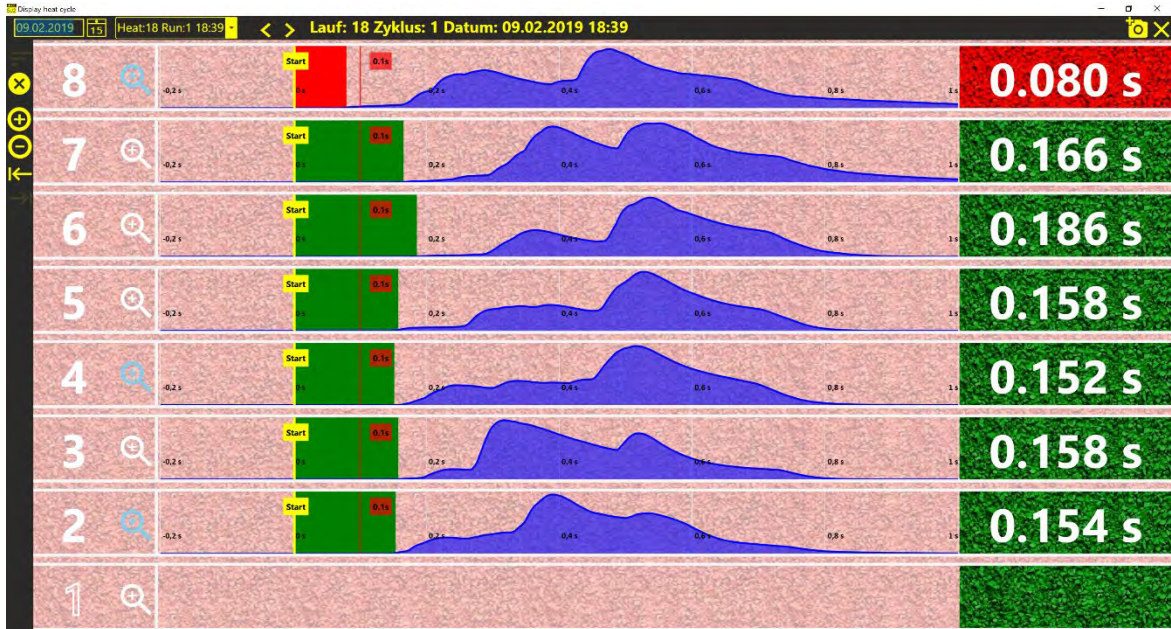 Display heat cycle
09.02.2019 15 Heat:18 Run:1 18:39 Lauf: 18 Zyklus: 1 Datum: 09.02.2019 18:39
8 -0,2 s Start 0 s 0.1s 0,2 s 0,4 s 0,6 s 0,8 s 1 s 0.080 s
7 -0,2 s Start 0 s 0.1s 0,2 s 0,4 s 0,6 s 0,8 s 1 s 0.166 s
6 -0,2 s Start 0 s 0.1s 0,2 s 0,4 s 0,6 s 0,8 s 1 s 0.186 s
5 -0,2 s Start 0 s 0.1s 0,2 s 0,4 s 0,6 s 0,8 s 1 s 0.158 s
4 -0,2 s Start 0 s 0.1s 0,2 s 0,4 s 0,6 s 0,8 s 1 s 0.152 s
3 -0,2 s Start 0 s 0.1s 0,2 s 0,4 s 0,6 s 0,8 s 1 s 0.158 s
2 -0,2 s Start 0 s 0.1s 0,2 s 0,4 s 0,6 s 0,8 s 1 s 0.154 s
1